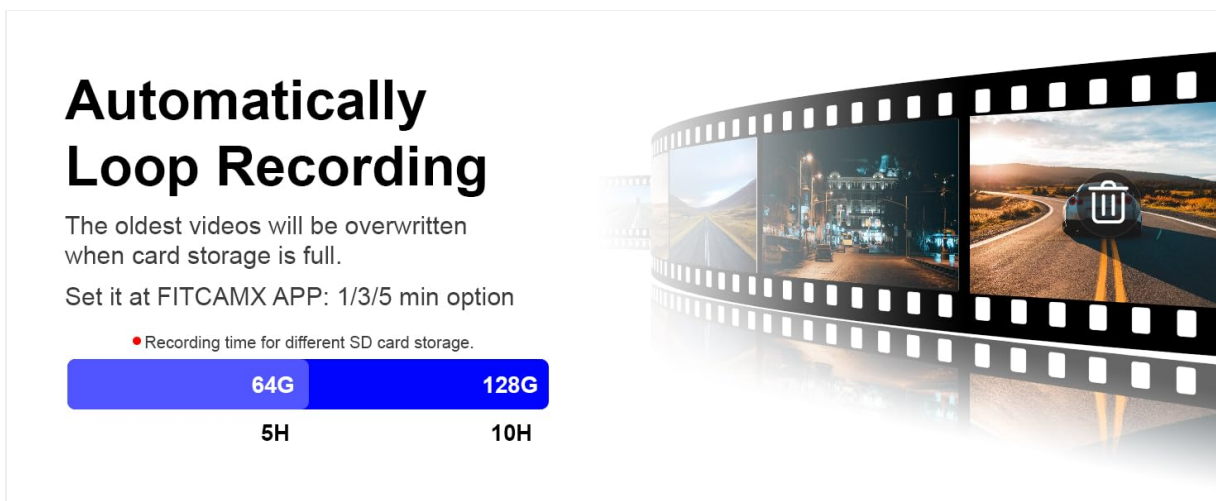 Automatically
Loop Recording
The oldest videos will be overwritten
when card storage is full.
Set it at FITCAMX APP: 1/3/5 min option
Recording time for different SD card storage.
64G 128G
5H 10H